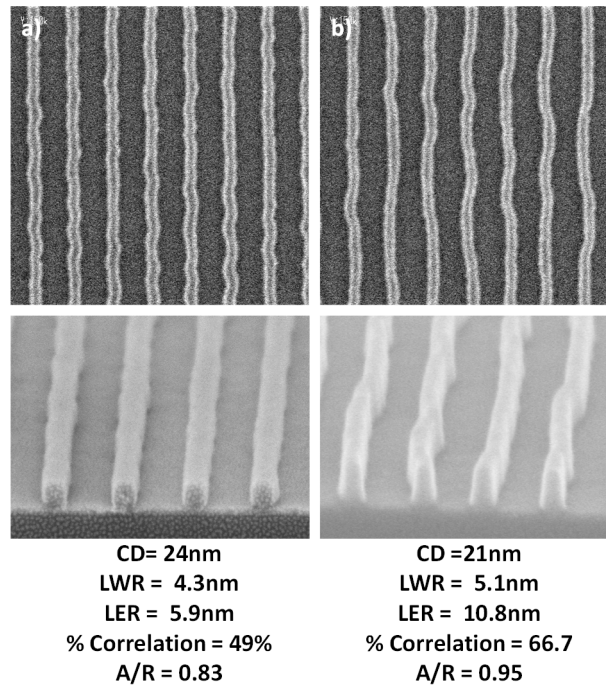 a)
b)
CD= 24nm
LWR = 4.3nm
LER = 5.9nm
% Correlation = 49%
A/R = 0.83
CD =21nm
LWR = 5.1nm
LER = 10.8nm
% Correlation = 66.7
A/R = 0.95